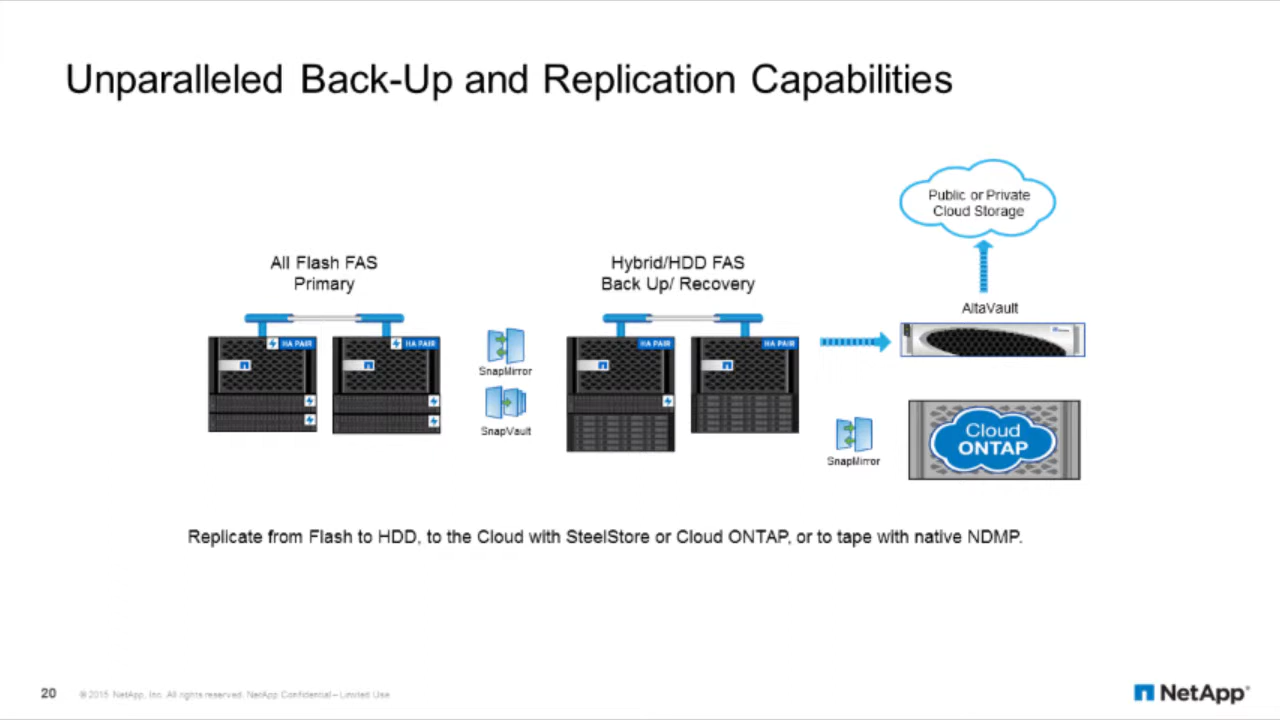 Unparalleled Back-Up and Replication Capabilities
Public or Private
Cloud Storage
All Flash FAS
Primary
Hybrid/HDD FAS
Back Up/ Recovery
AltaVault
HA PAIR
HA PAIR
HA PAIR
HA PAIR
SnapMirror
SnapVault
SnapMirror
Cloud
ONTAP
Replicate from Flash to HDD, to the Cloud with SteelStore or Cloud ONTAP, or to tape with native NDMP.
20
© 2015 NetApp, Inc. All rights reserved. NetApp Confidential – Limited Use
NetApp®